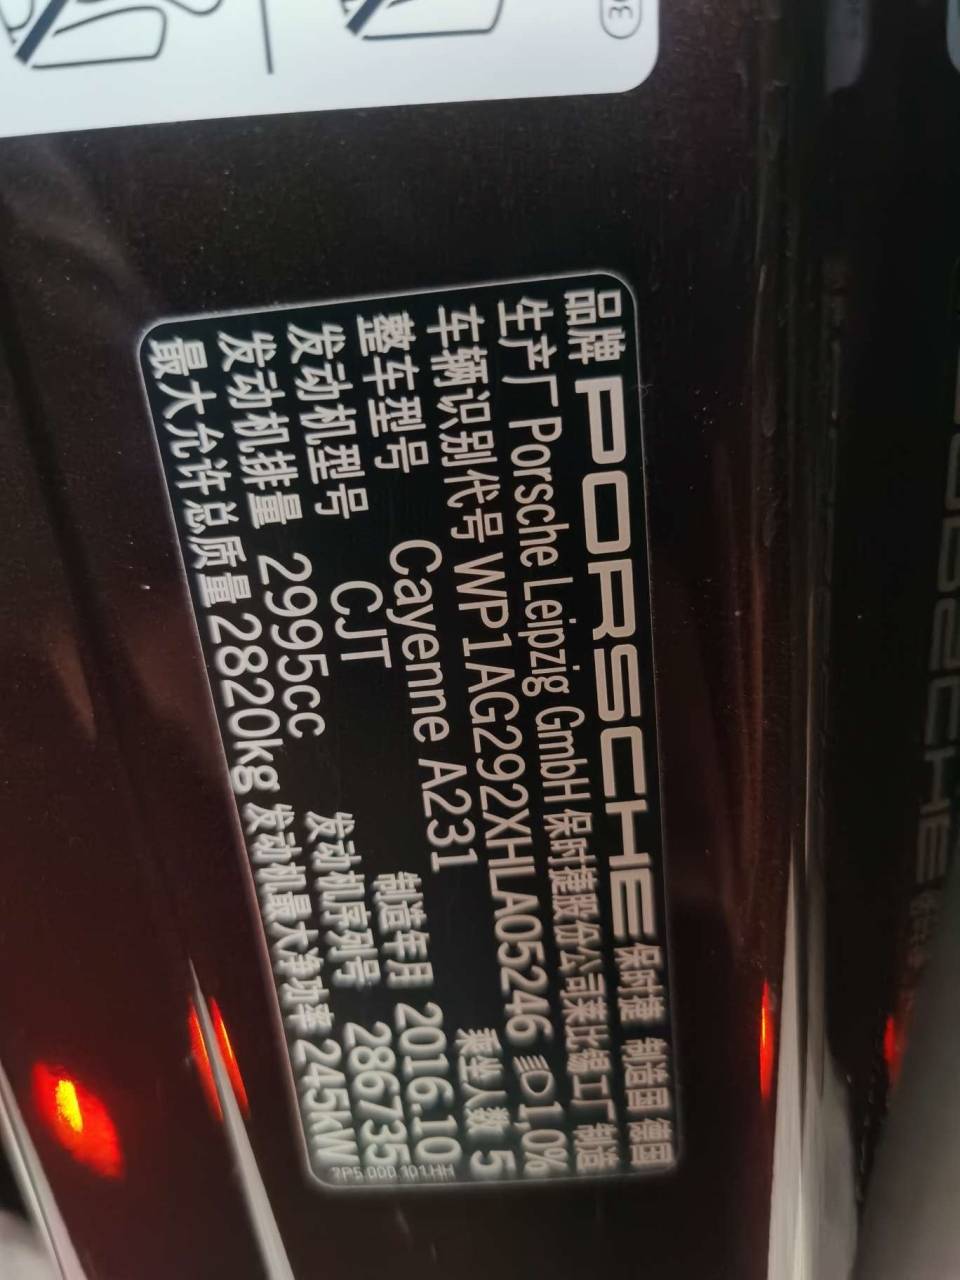 品牌 PORSCHE 保时捷 制造国 德国
生产厂 Porsche Leipzig GmbH 保时捷股份公司莱比锡工厂 制造
车辆识别代号 WP1AG292XHLA05246 1,0%
整车型号 Cayenne A231 乘坐人数 5
发动机型号 CJT 制造年月 2016.10
发动机排量 2995cc 发动机序列号 286735
最大允许总质量 2820kg 发动机最大净功率 245kW
7P5.000.101.HH